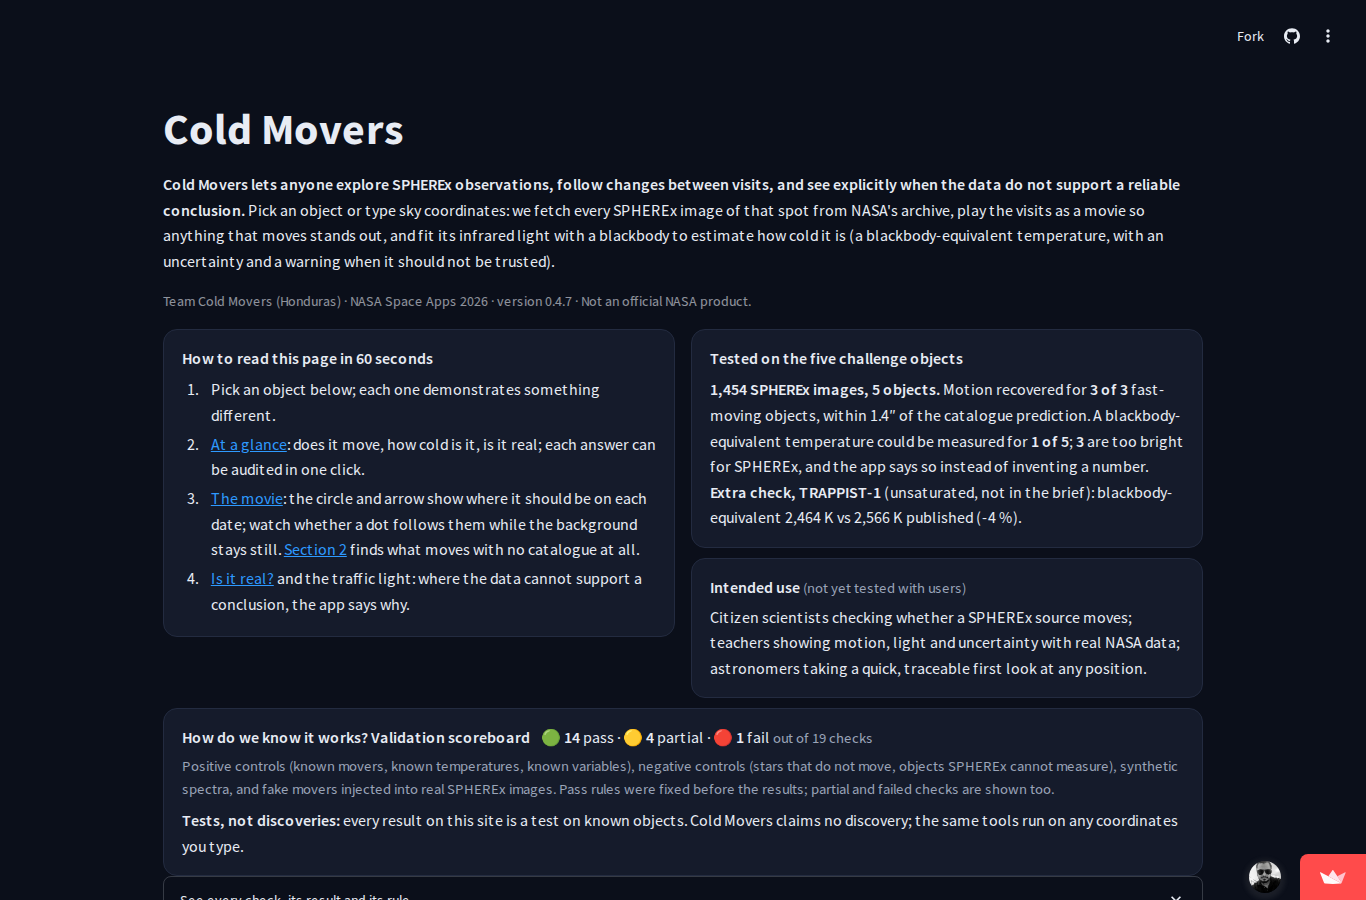 Fork
Cold Movers
Cold Movers lets anyone explore SPHEREx observations, follow changes between visits, and see explicitly when the data do not support a reliable
conclusion. Pick an object or type sky coordinates: we fetch every SPHEREx image of that spot from NASA's archive, play the visits as a movie so
anything that moves stands out, and fit its infrared light with a blackbody to estimate how cold it is (a blackbody-equivalent temperature, with an
uncertainty and a warning when it should not be trusted).
Team Cold Movers (Honduras) · NASA Space Apps 2026 · version 0.4.7 · Not an official NASA product.
How to read this page in 60 seconds
1. Pick an object below; each one demonstrates something
different.
2. At a glance: does it move, how cold is it, is it real; each answer can
be audited in one click.
3. The movie: the circle and arrow show where it should be on each
date; watch whether a dot follows them while the background
stays still. Section 2 finds what moves with no catalogue at all.
4. Is it real? and the traffic light: where the data cannot support a
conclusion, the app says why.
Tested on the five challenge objects
1,454 SPHEREx images, 5 objects. Motion recovered for 3 of 3 fast-
moving objects, within 1.4″ of the catalogue prediction. A blackbody-
equivalent temperature could be measured for 1 of 5; 3 are too bright
for SPHEREx, and the app says so instead of inventing a number.
Extra check, TRAPPIST-1 (unsaturated, not in the brief): blackbody-
equivalent 2,464 K vs 2,566 K published (-4 %).
Intended use (not yet tested with users)
Citizen scientists checking whether a SPHEREx source moves;
teachers showing motion, light and uncertainty with real NASA data;
astronomers taking a quick, traceable first look at any position.
How do we know it works? Validation scoreboard 14 pass · 4 partial · 1 fail out of 19 checks
Positive controls (known movers, known temperatures, known variables), negative controls (stars that do not move, objects SPHEREx cannot measure), synthetic
spectra, and fake movers injected into real SPHEREx images. Pass rules were fixed before the results; partial and failed checks are shown too.
Tests, not discoveries: every result on this site is a test on known objects. Cold Movers claims no discovery; the same tools run on any coordinates
you type.
See every check, its result and its rule